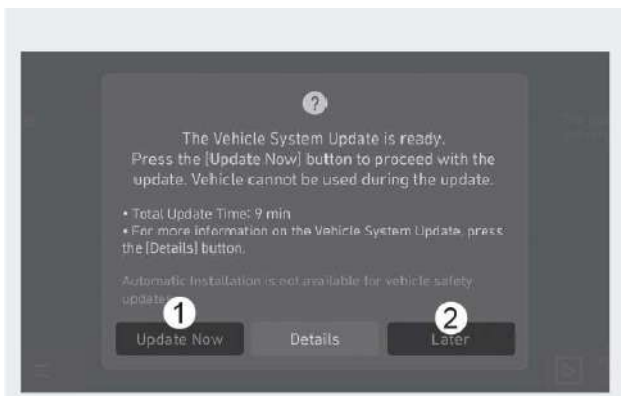 ?
The Vehicle System Update is ready.
Press the [Update Now] button to proceed with the
update. Vehicle cannot be used during the update.
• Total Update Time: 9 min
• For more information on the Vehicle System Update, press
the [Details] button.
Automatic Installation is not available for vehicle safety
updates
1
2
Update Now
Details
Later